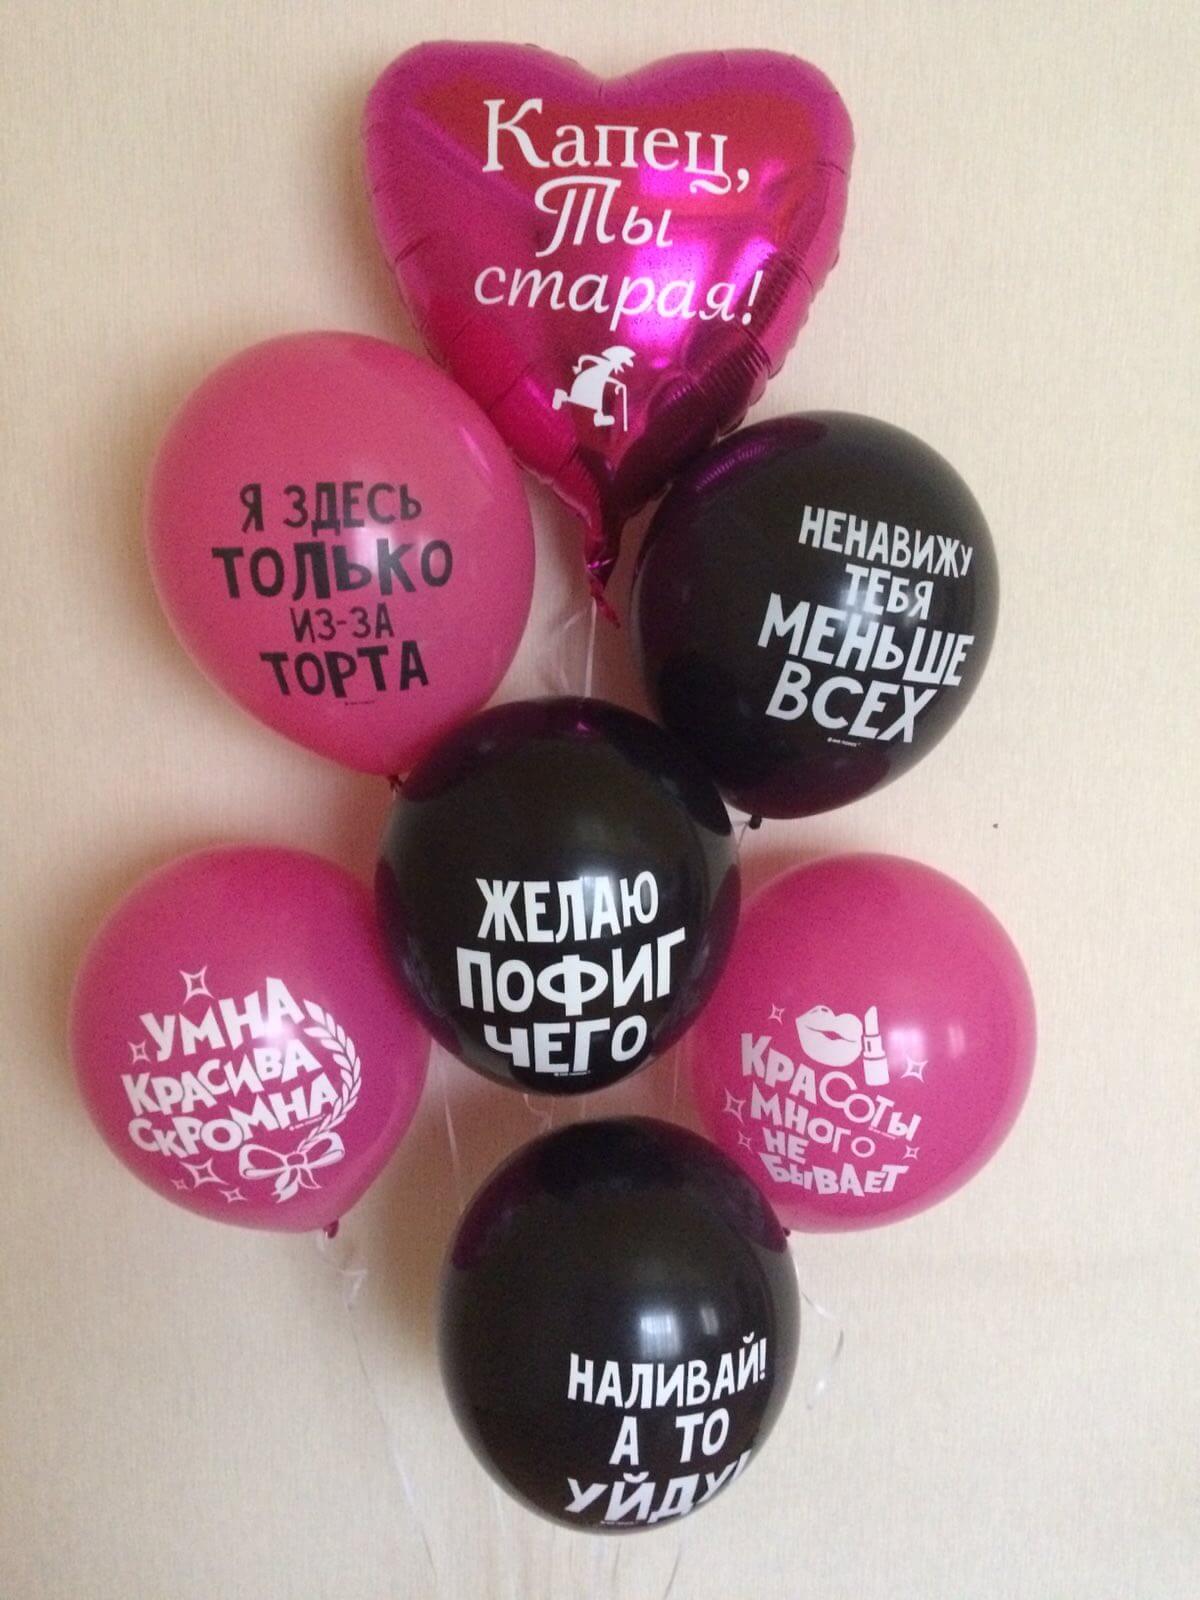 Капец,
Ты
старая!
Я ЗДЕСЬ
ТОЛЬКО
ИЗ-ЗА
ТОРТА
НЕНАВИЖУ
ТЕБЯ
МЕНЬШЕ
ВСЕХ
ЖЕЛАЮ
ПОФИГ
ЧЕГО
УМНА
КРАСИВА
СКРОМНА
КРАСОТЫ
МНОГО
НЕ
БЫВАЕТ
НАЛИВАЙ!
А ТО
УЙДУ!